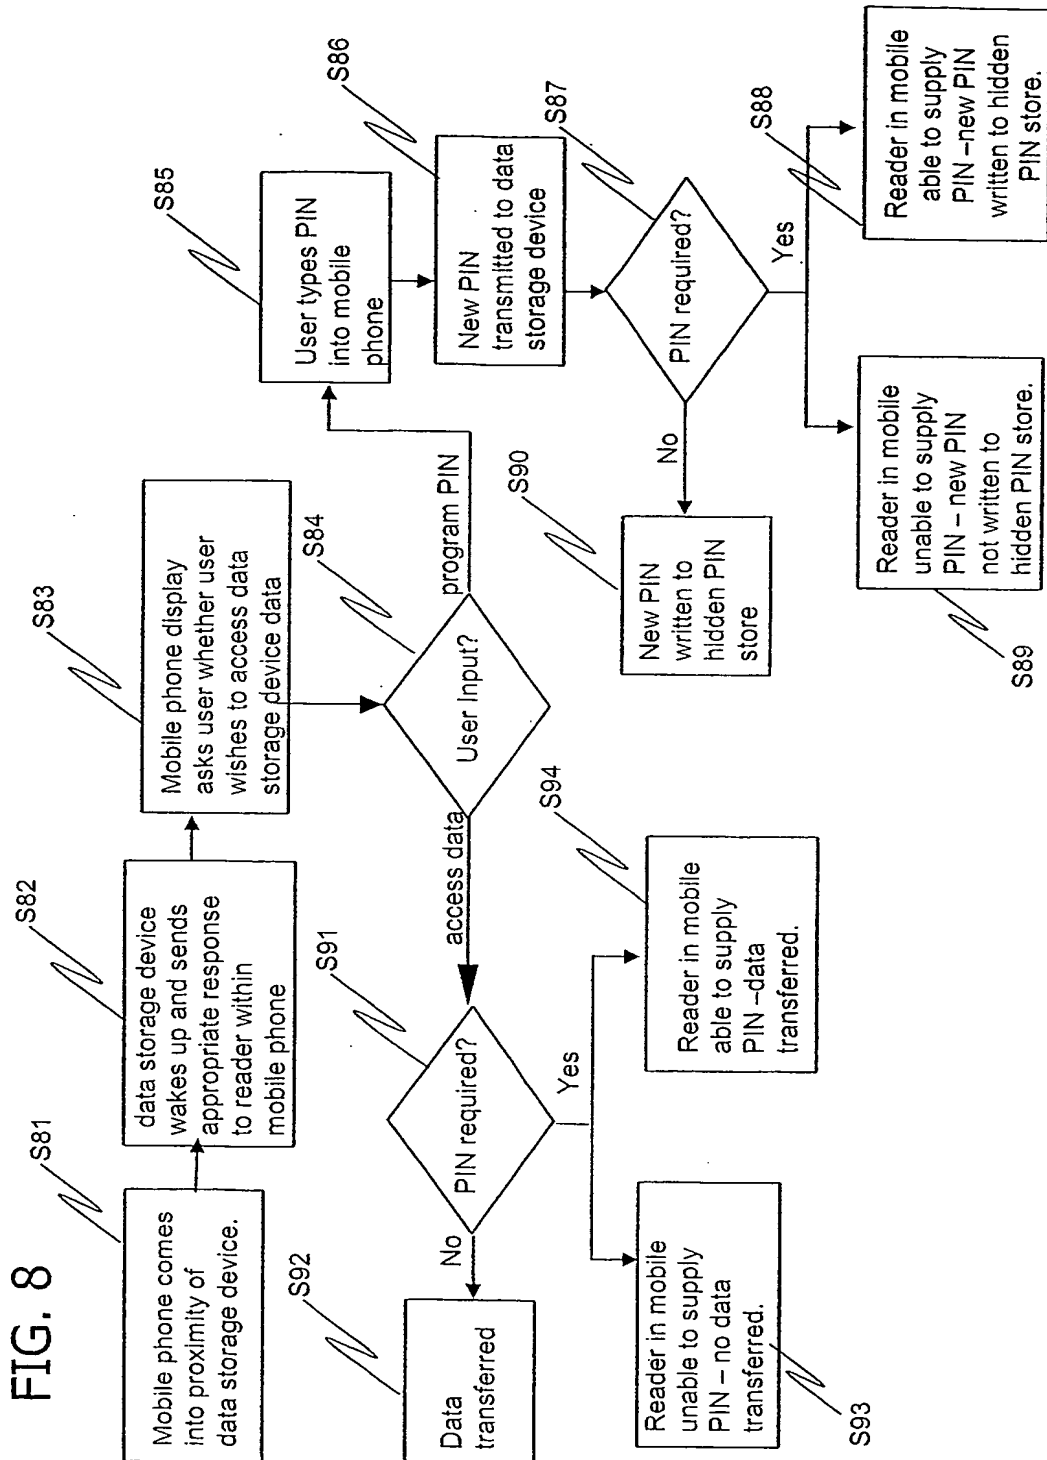 FIG. 8
Mobile phone comes
into proximity of
data storage device.
S81
data storage device
wakes up and sends
appropriate response
to reader within
mobile phone
S82
Mobile phone display
asks user whether user
wishes to access data
storage device data
S83
User Input?
S84
program PIN
access data
User types PIN
into mobile
phone
S85
New PIN
transmitted to data
storage device
S86
PIN required?
S87
Yes
No
Reader in mobile
able to supply
PIN –new PIN
written to hidden
PIN store.
S88
Reader in mobile
unable to supply
PIN – new PIN
not written to
hidden PIN store.
S89
New PIN
written to
hidden PIN
store
S90
PIN required?
S91
No
Yes
Data
transferred
S92
Reader in mobile
unable to supply
PIN – no data
transferred.
S93
Reader in mobile
able to supply
PIN –data
transferred.
S94